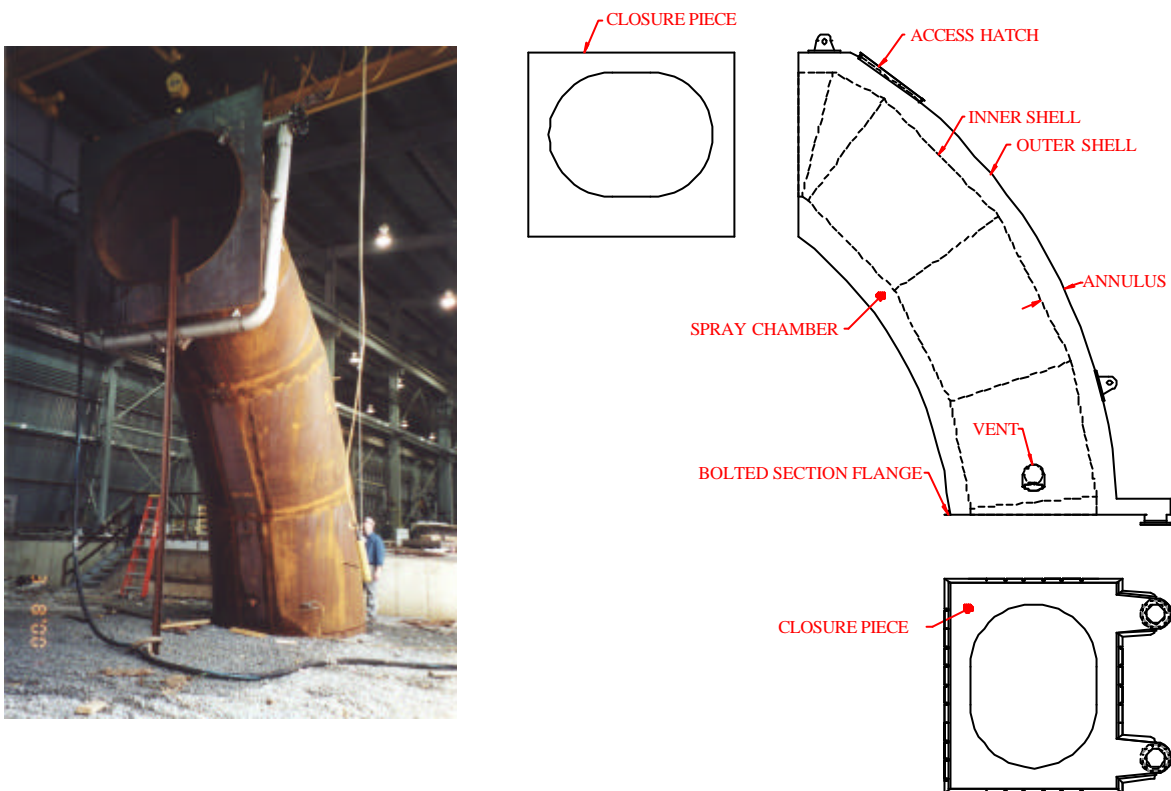 CLOSURE PIECE
ACCESS HATCH
INNER SHELL
OUTER SHELL
ANNULUS
SPRAY CHAMBER
VENT
BOLTED SECTION FLANGE
CLOSURE PIECE